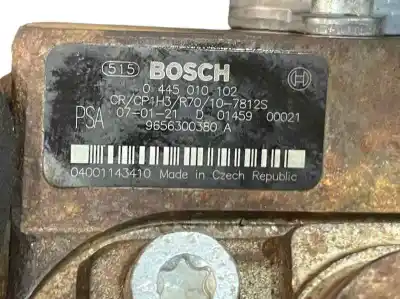 515 BOSCH
0 445 010 102
CR/CP1H3/R70/10-7812S
PSA 07-01-21 D 01459 00021
9656300380 A
04001143410 Made in Czech Republic